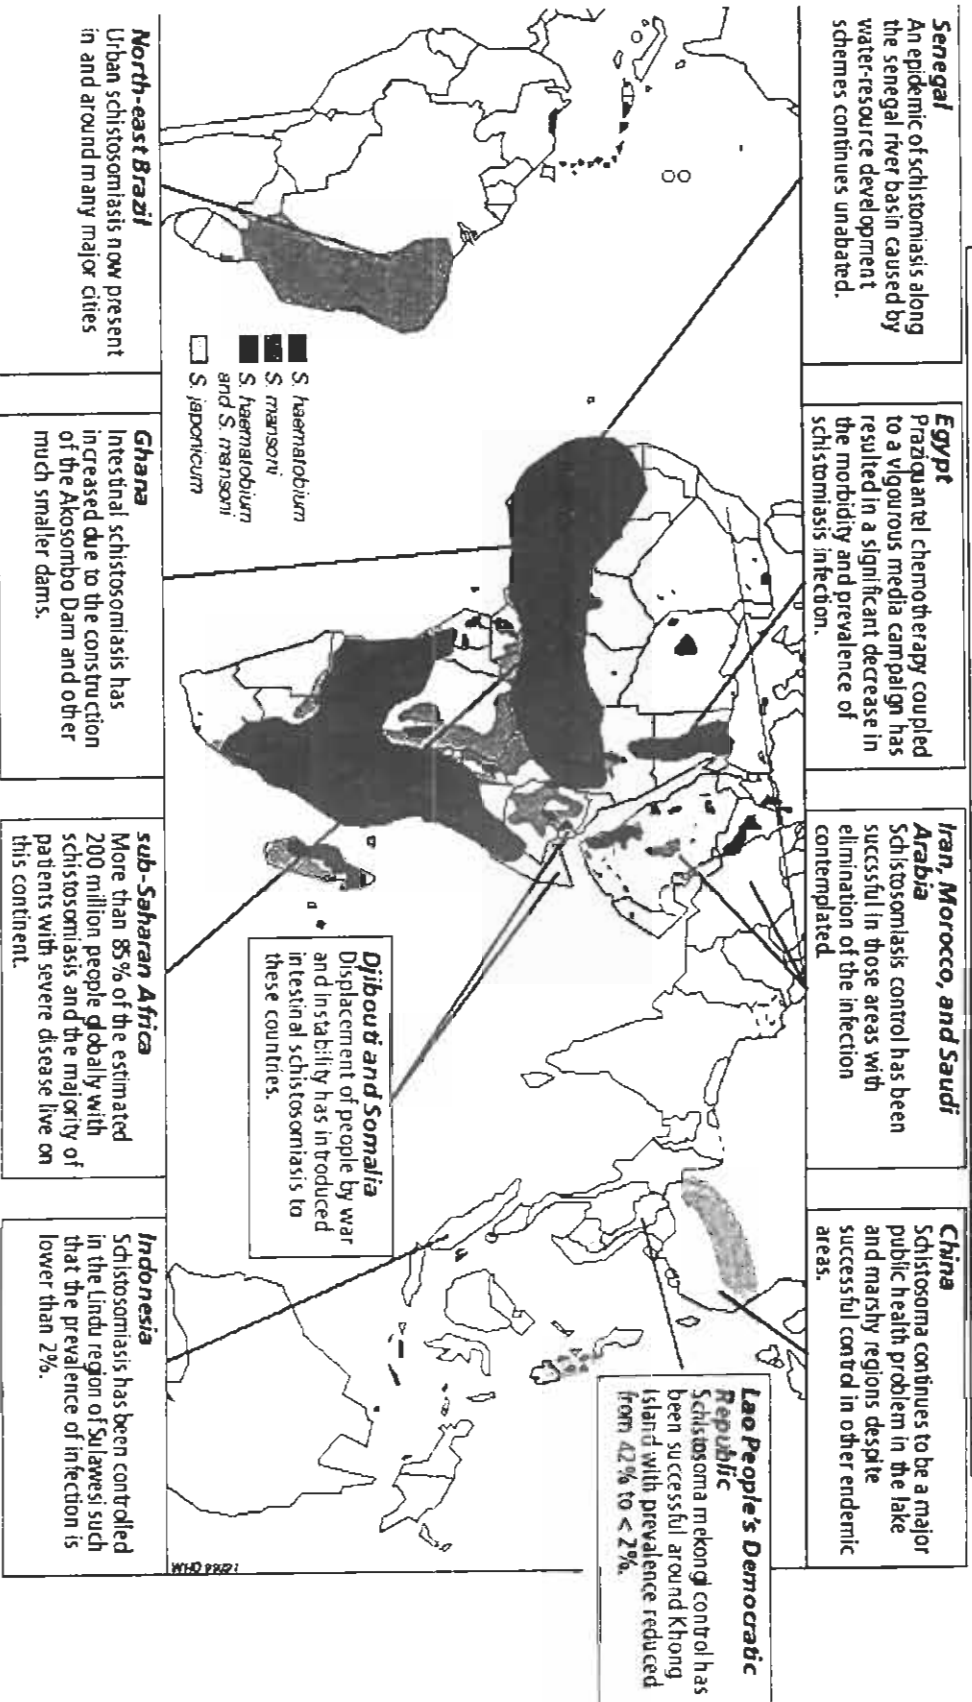 Senegal
An epidemic of schistomiasis along
the senegal river basin caused by
water-resource development
schemes continues unabated.
Egypt
Praziquantel chemotherapy coupled
to a vigourous media campaign has
resulted in a significant decrease in
the morbidity and prevalence of
schistomiasis infection.
Iran, Morocco, and Saudi
Arabia
Schistosomiasis control has been
succssful in those areas with
elimination of the infection
contemplated.
China
Schistosoma continues to be a major
public health problem in the lake
and marshy regions despite
successful control in other endemic
areas.
Lao People's Democratic
Republic
Schistosoma mekongi control has
been successful around Khong
Island with prevalence reduced
from 42% to < 2%.
Djibouti and Somalia
Displacement of people by war
and instability has introduced
intestinal schistosomiasis to
these countries.
S. haematobium
S. mansoni
S. haematobium
and S. mansoni
S. japonicum
North-east Brazil
Urban schistosomiasis now present
in and around many major cities
Ghana
Intestinal schistosomiasis has
increased due to the construction
of the Akosombo Dam and other
much smaller dams.
sub-Saharan Africa
More than 85% of the estimated
200 million people globally with
schistosomiasis and the majority of
patients with severe disease live on
this continent.
Indonesia
Schistosomiasis has been controlled
in the Lindu region of Sulawesi such
that the prevalence of infection is
lower than 2%.
WHO